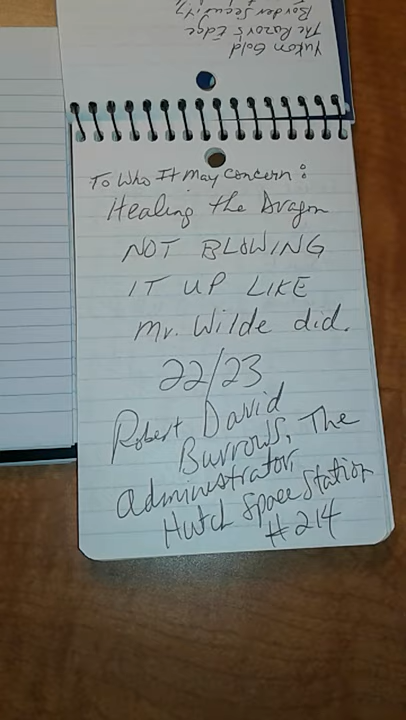 Yukon Gold
The Razor's Edge
Border Security
To Who It May Concern:
Healing the Dragon
NOT BLOWING
IT UP LIKE
Mr. Wilde did.
22/23
Robert David
Burrows, The
Administrator,
Hutch Space Station
#214